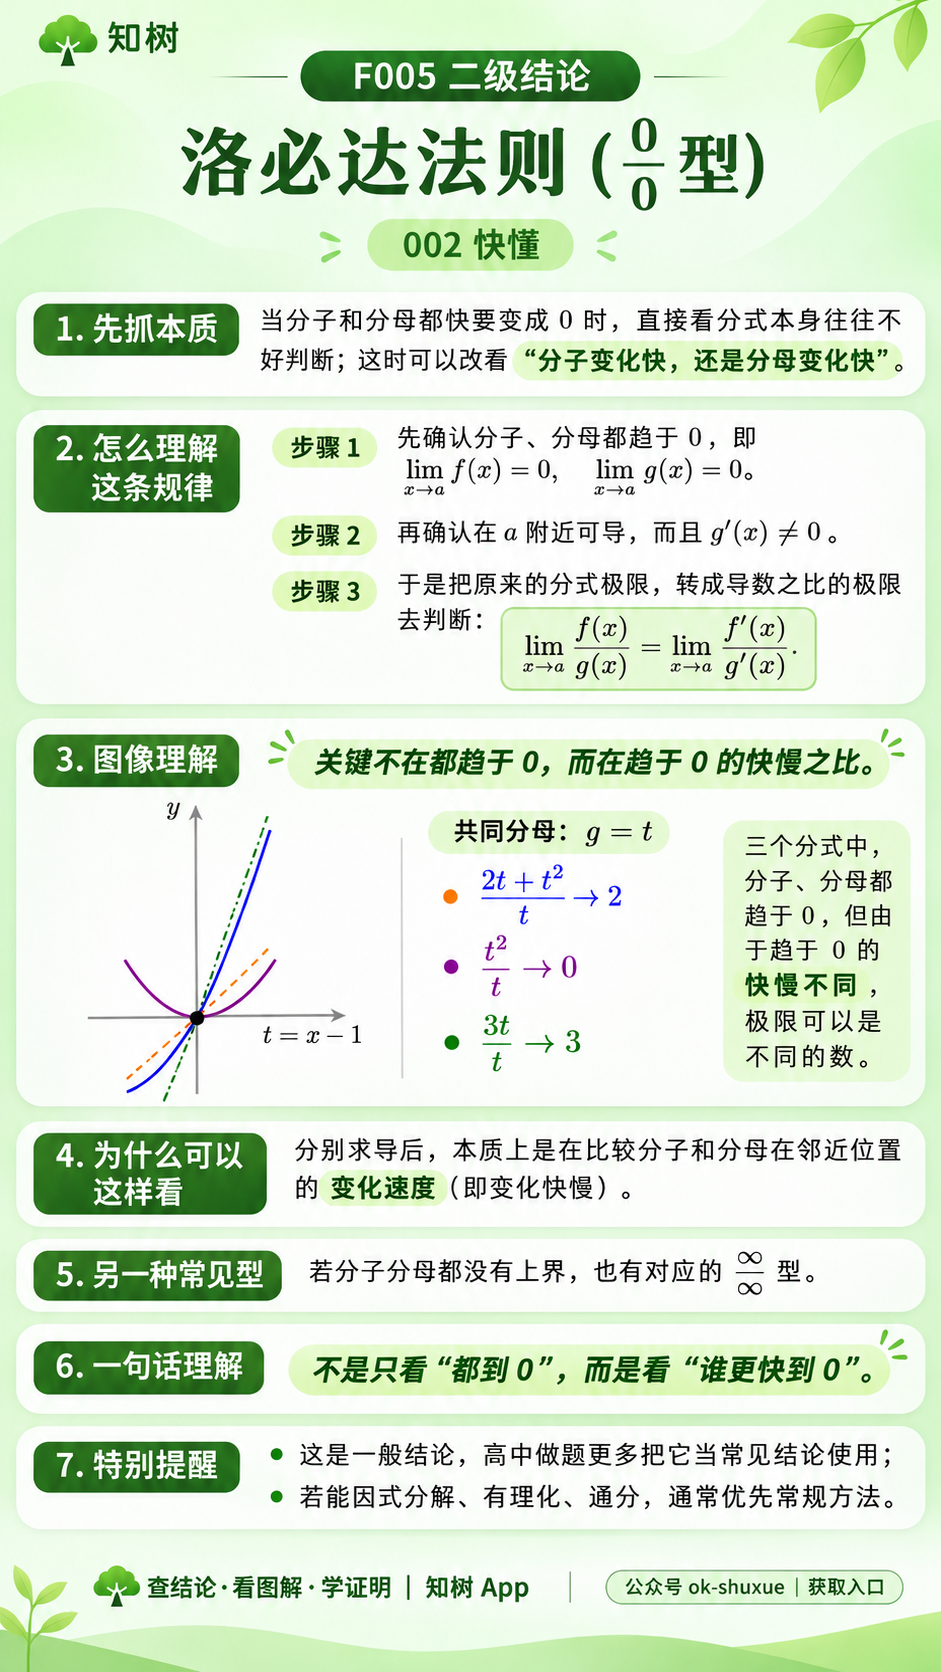 知树
F005 二级结论
洛必达法则 (0/0 型)
002 快懂
1. 先抓本质
当分子和分母都快要变成 0 时，直接看分式本身往往不
好判断；这时可以改看 “分子变化快，还是分母变化快”。
2. 怎么理解
这条规律
步骤 1
先确认分子、分母都趋于 0，即
lim x→a f(x) = 0, lim x→a g(x) = 0。
步骤 2
再确认在 a 附近可导，而且 g′(x) ≠ 0。
步骤 3
于是把原来的分式极限，转成导数之比的极限
去判断：
lim x→a f(x)/g(x) = lim x→a f′(x)/g′(x).
3. 图像理解
关键不在都趋于 0，而在趋于 0 的快慢之比。
y
t = x − 1
共同分母：g = t
(2t + t²)/t → 2
t²/t → 0
3t/t → 3
三个分式中，
分子、分母都
趋于 0，但由
于趋于 0 的
快慢不同，
极限可以是
不同的数。
4. 为什么可以
这样看
分别求导后，本质上是在比较分子和分母在邻近位置
的 变化速度（即变化快慢）。
5. 另一种常见型
若分子分母都没有上界，也有对应的 ∞/∞ 型。
6. 一句话理解
不是只看 “都到 0”，而是看 “谁更快到 0”。
7. 特别提醒
• 这是一般结论，高中做题更多把它当常见结论使用；
• 若能因式分解、有理化、通分，通常优先常规方法。
查结论·看图解·学证明 | 知树 App
公众号 ok-shuxue | 获取入口